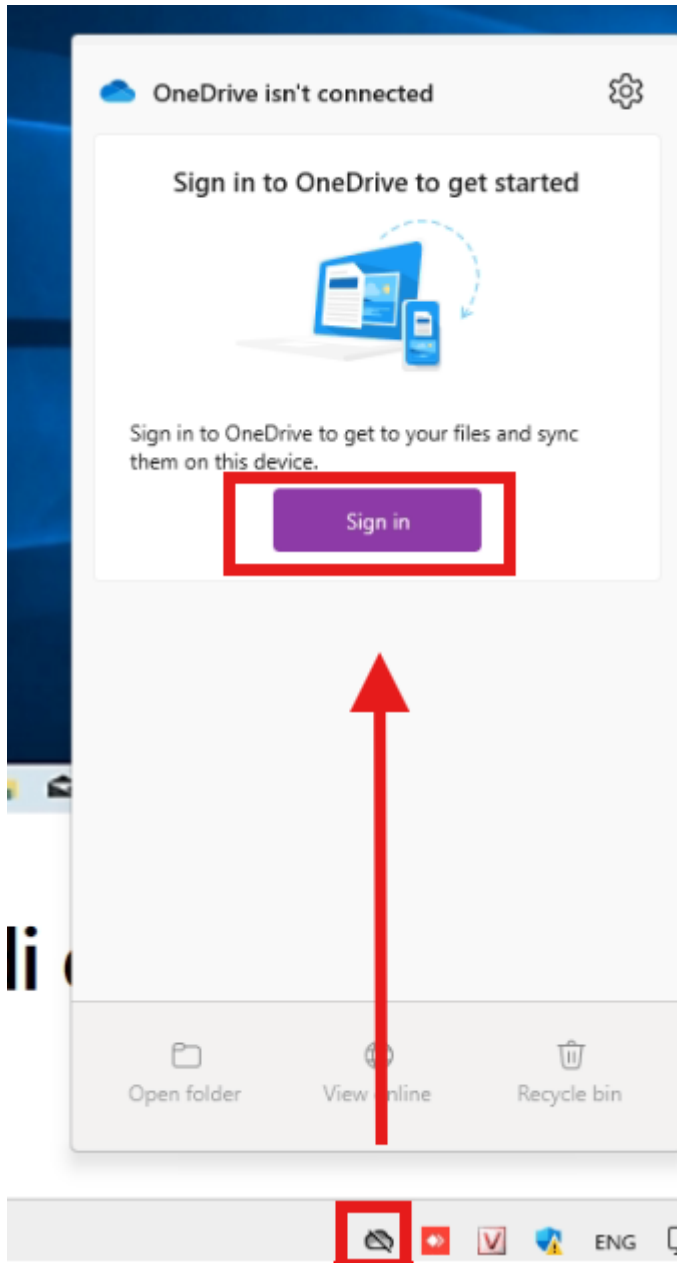 OneDrive isn't connected
Sign in to OneDrive to get started
Sign in to OneDrive to get to your files and sync
them on this device.
Sign in
li
Open folder
View online
Recycle bin
V
ENG